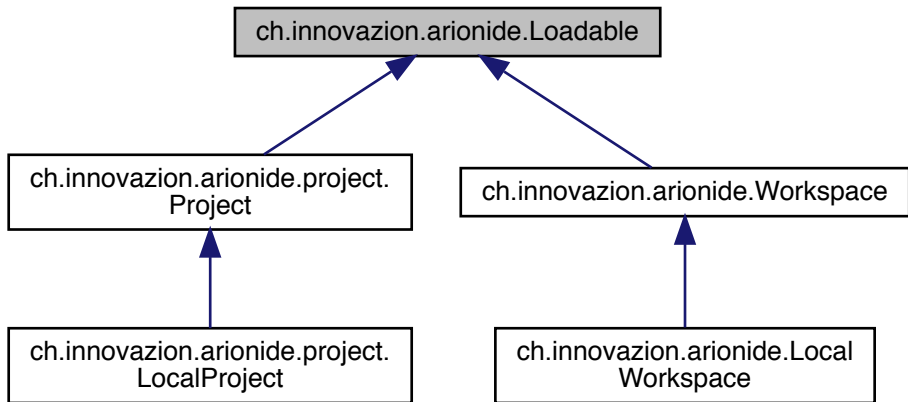 ch.innovazion.arionide.Loadable
ch.innovazion.arionide.project.
Project
ch.innovazion.arionide.Workspace
ch.innovazion.arionide.project.
LocalProject
ch.innovazion.arionide.Local
Workspace